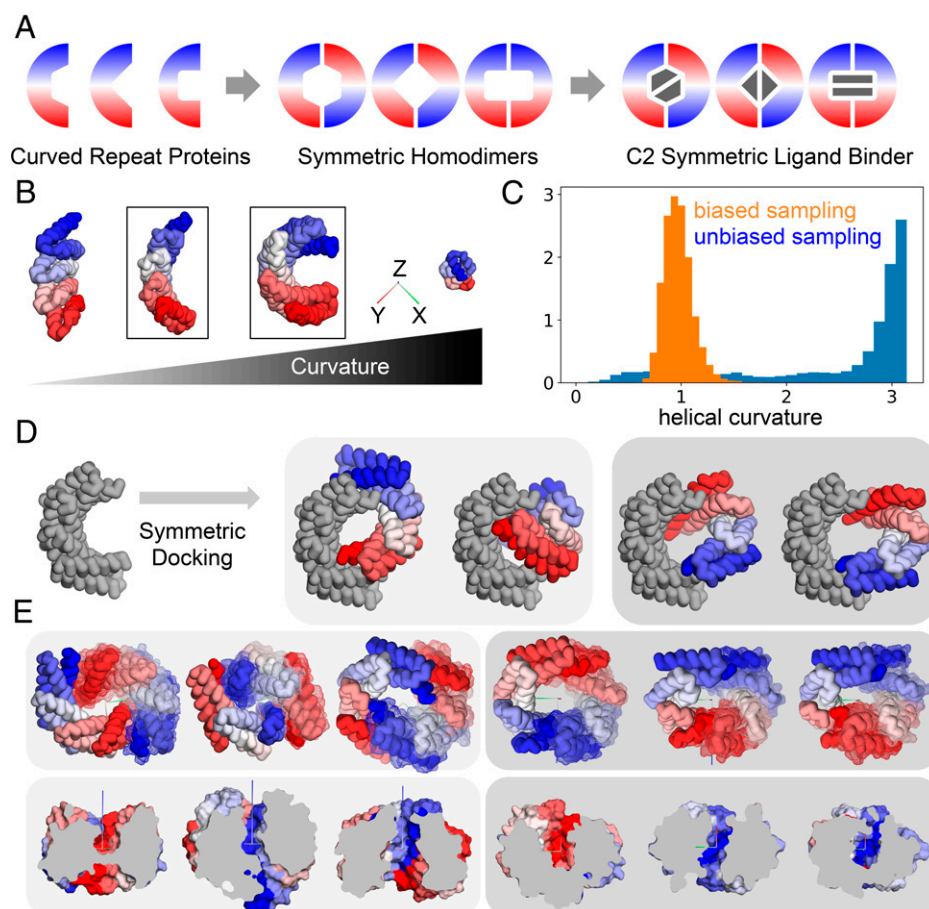 A
Curved Repeat Proteins
Symmetric Homodimers
C2 Symmetric Ligand Binder
B
Z
Y
X
Curvature
C
3
2
1
0
biased sampling
unbiased sampling
0
1
2
3
helical curvature
D
Symmetric
Docking
E